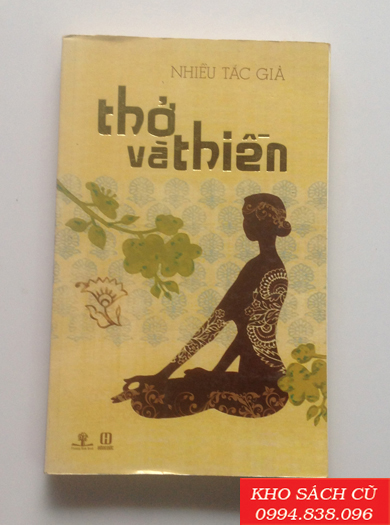 NHIỀU TÁC GIẢ
thở
và thiền
KHO SÁCH CŨ
0994.838.096